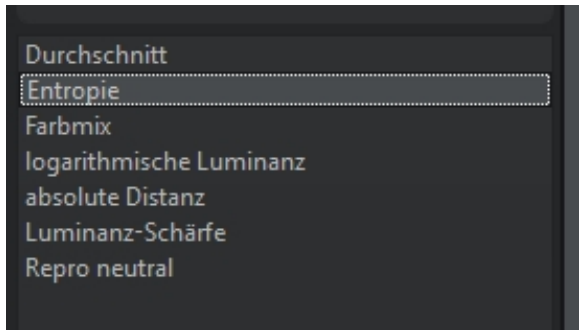 Durchschnitt
Entropie
Farbmix
logarithmische Luminanz
absolute Distanz
Luminanz-Schärfe
Repro neutral